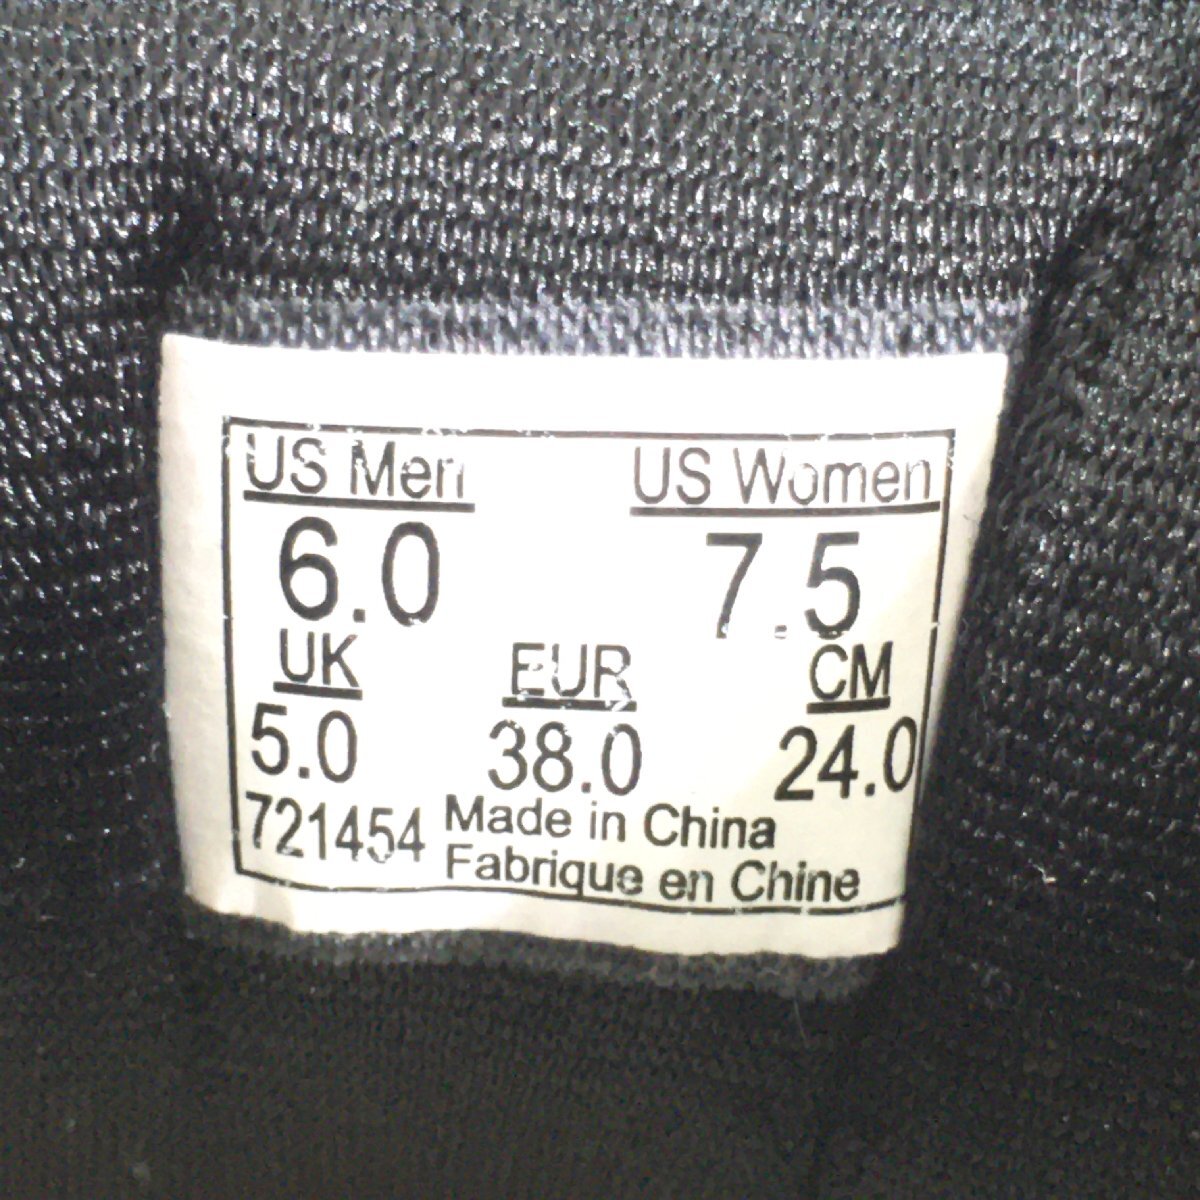 US Men US Women
6.0 7.5
UK EUR CM
5.0 38.0 24.0
721454 Made in China
Fabrique en Chine